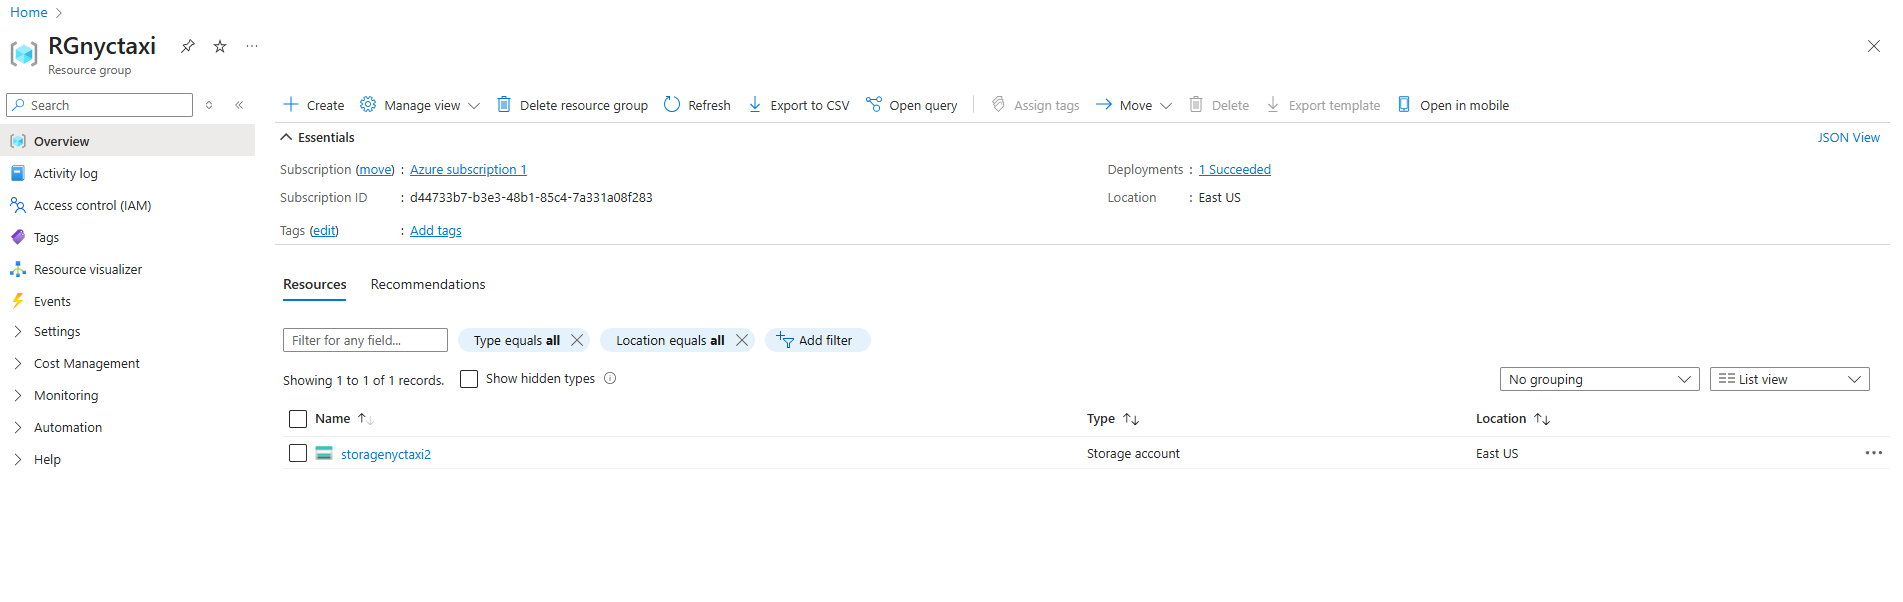 Home
RGnyctaxi
Resource group
Search
Overview
Activity log
Access control (IAM)
Tags
Resource visualizer
Events
Settings
Cost Management
Monitoring
Automation
Help
Create Manage view Delete resource group Refresh Export to CSV Open query Assign tags Move Delete Export template Open in mobile
Essentials JSON View
Subscription (move) : Azure subscription 1 Deployments : 1 Succeeded
Subscription ID : d44733b7-b3e3-48b1-85c4-7a331a08f283 Location : East US
Tags (edit) : Add tags
Resources Recommendations
Filter for any field... Type equals all Location equals all Add filter
Showing 1 to 1 of 1 records. Show hidden types No grouping List view
Name Type Location
storagenyctaxi2 Storage account East US